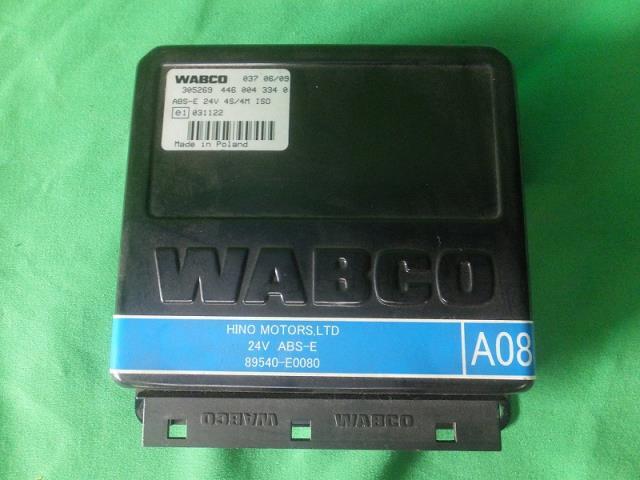 WABCO 037 06/09
305269 446 004 334 0
ABS-E 24V 4S/4M ISO
e1 031122
Made in Poland
WABCO
HINO MOTORS,LTD
24V ABS-E
89540-E0080
A08
WABCO WABCO